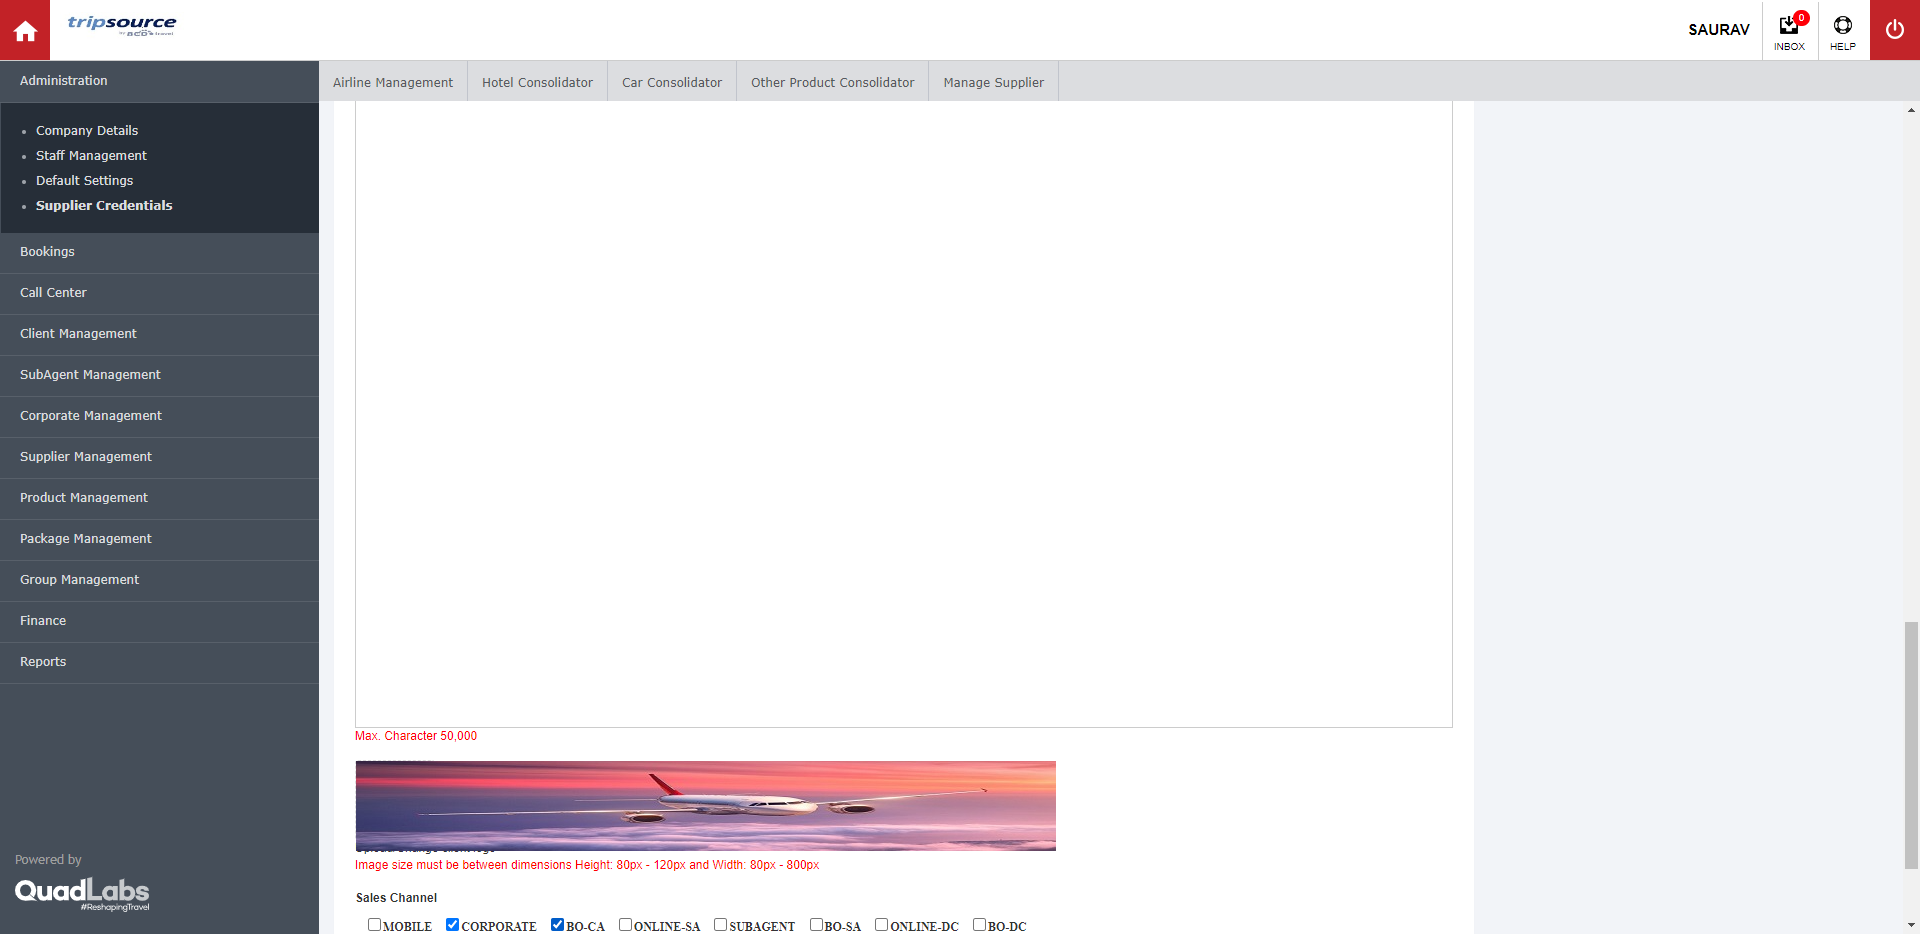 tripsource
SAURAV
0
INBOX
HELP
Administration
Airline Management
Hotel Consolidator
Car Consolidator
Other Product Consolidator
Manage Supplier
Company Details
Staff Management
Default Settings
Supplier Credentials
Bookings
Call Center
Client Management
SubAgent Management
Corporate Management
Supplier Management
Product Management
Package Management
Group Management
Finance
Reports
Max. Character 50,000
Image size must be between dimensions Height: 80px - 120px and Width: 80px - 800px
Sales Channel
MOBILE CORPORATE BO-CA ONLINE-SA SUBAGENT BO-SA ONLINE-DC BO-DC
Powered by
QuadLabs
#ReshapingTravel